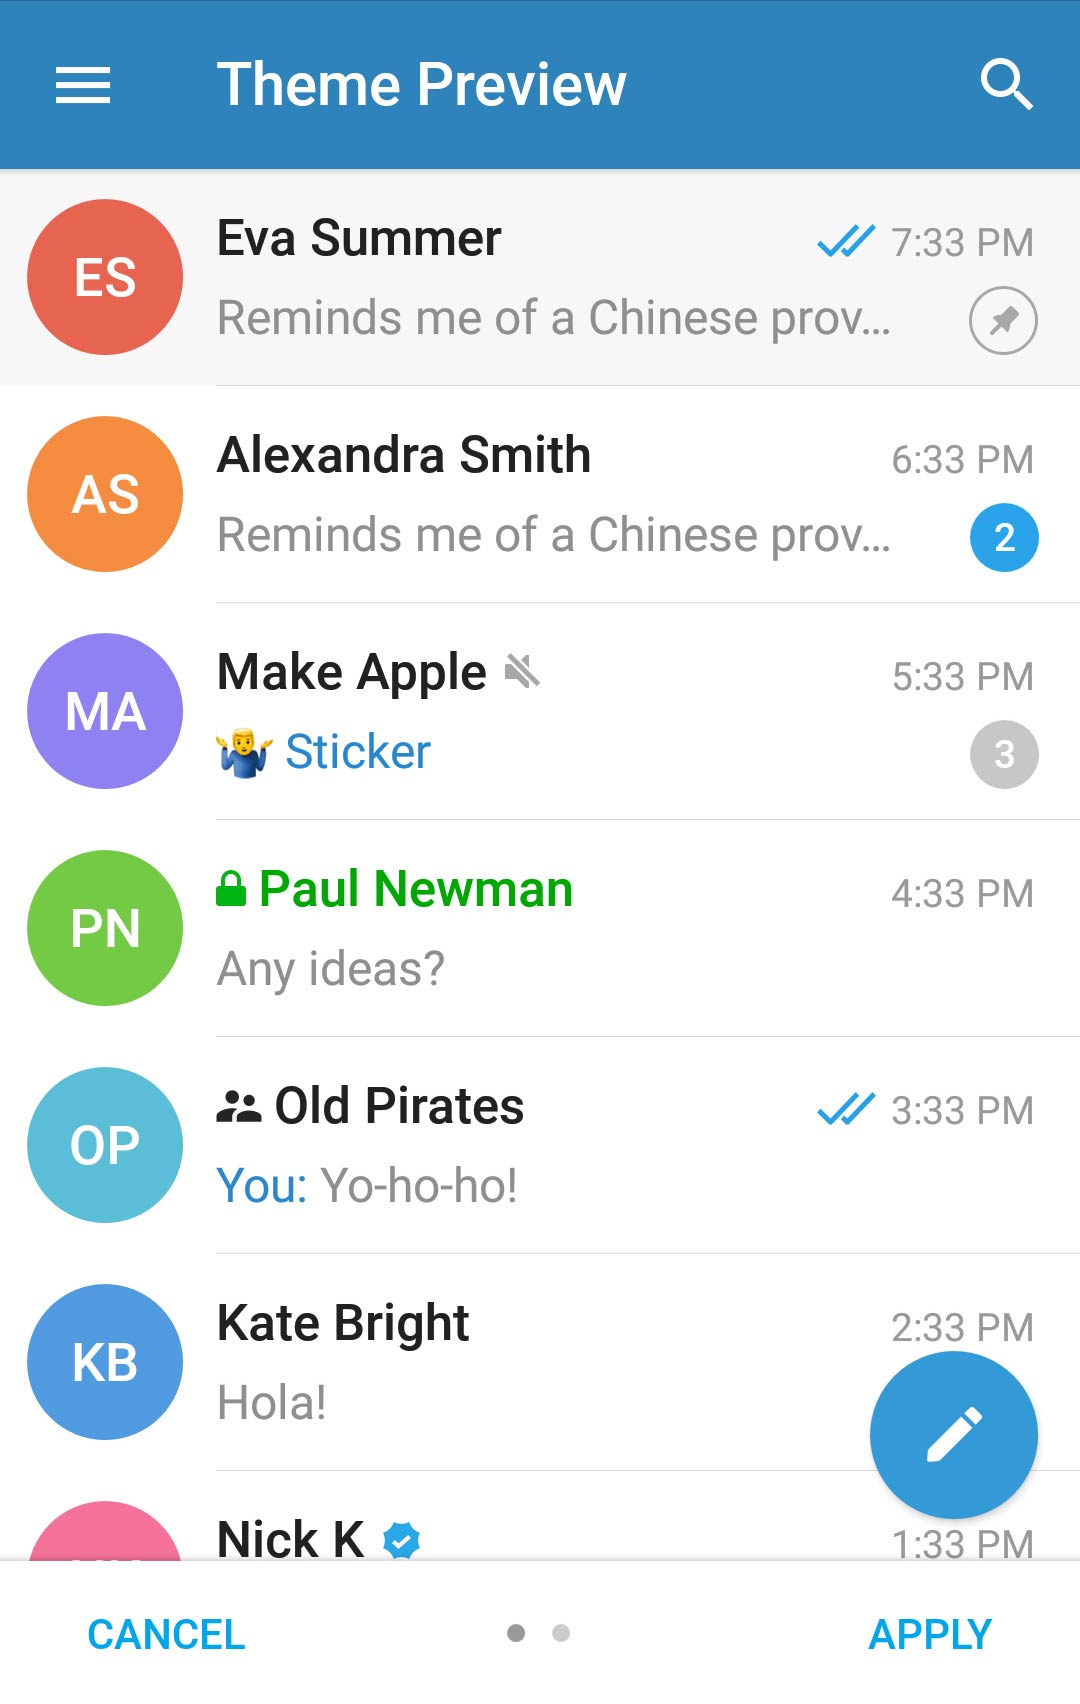 Theme Preview
ES
Eva Summer
7:33 PM
Reminds me of a Chinese prov...
AS
Alexandra Smith
6:33 PM
Reminds me of a Chinese prov...
2
MA
Make Apple
5:33 PM
Sticker
3
PN
Paul Newman
4:33 PM
Any ideas?
OP
Old Pirates
3:33 PM
You: Yo-ho-ho!
KB
Kate Bright
2:33 PM
Hola!
Nick K
1:33 PM
CANCEL
APPLY